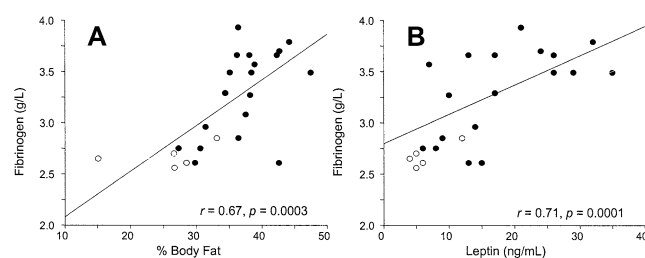 A
Fibrinogen (g/L)
4.0
3.5
3.0
2.5
2.0
10
20
30
40
50
% Body Fat
r = 0.67, p = 0.0003
B
Fibrinogen (g/L)
4.0
3.5
3.0
2.5
2.0
0
10
20
30
40
Leptin (ng/mL)
r = 0.71, p = 0.0001